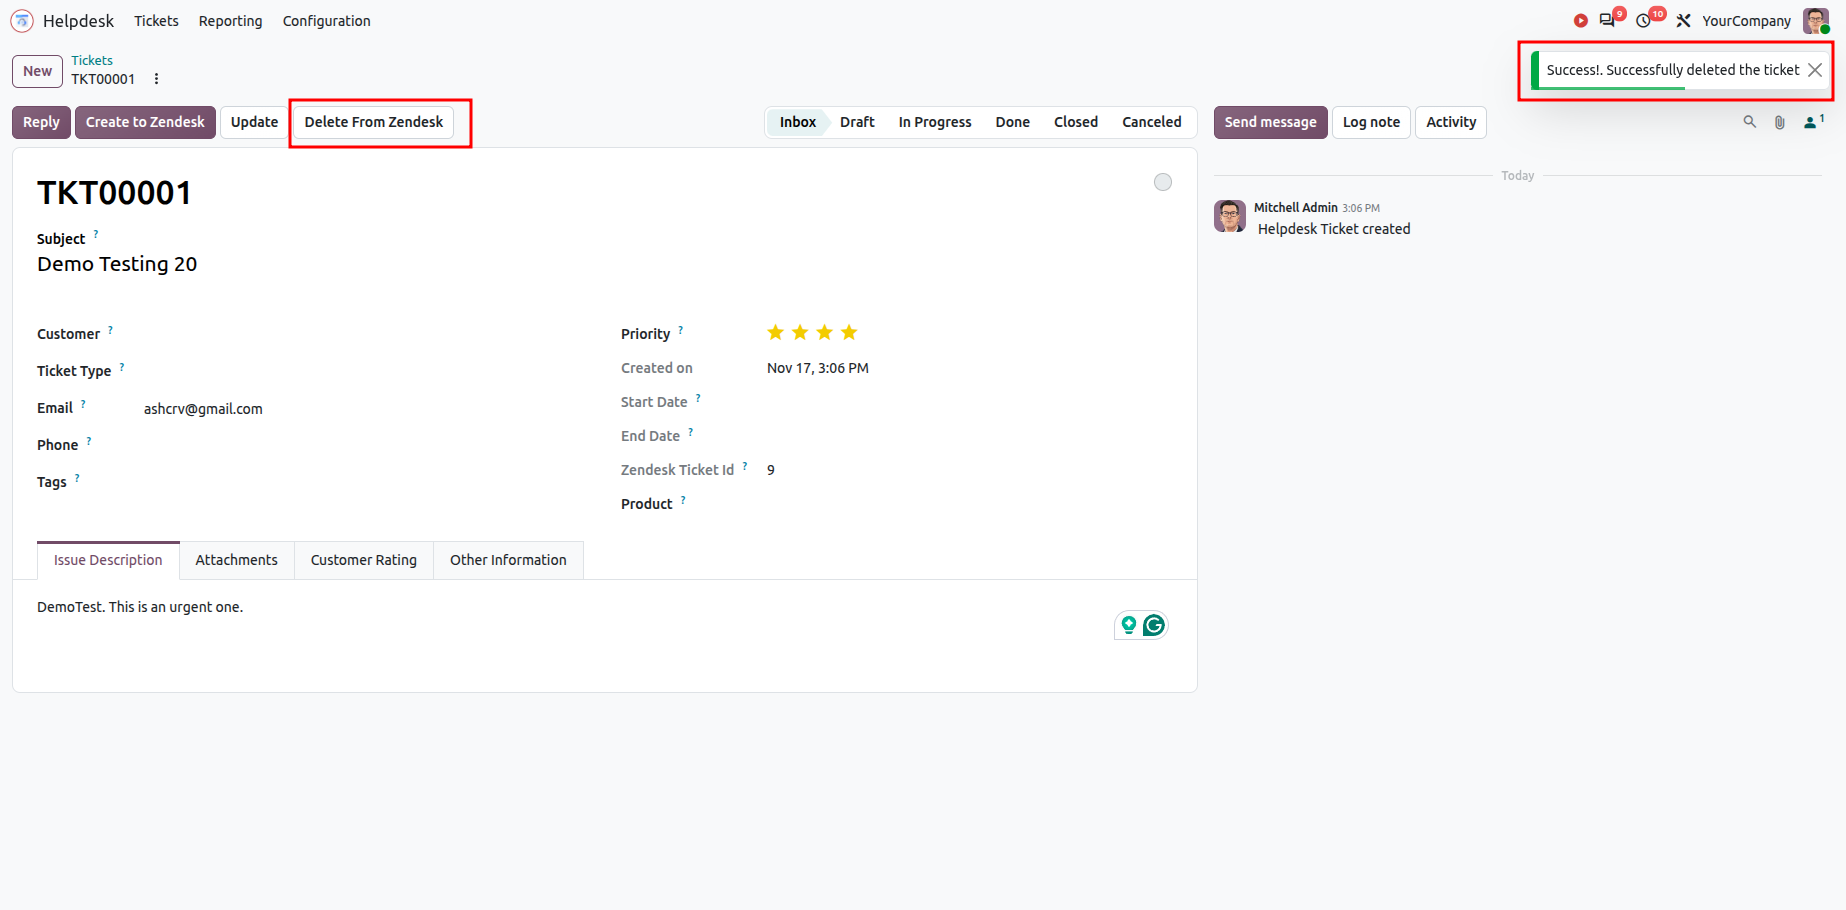 Helpdesk Tickets Reporting Configuration 9 10 YourCompany
New Tickets
TKT00001
Success!. Successfully deleted the ticket
Reply Create to Zendesk Update Delete From Zendesk Inbox Draft In Progress Done Closed Canceled Send message Log note Activity 1
TKT00001
Today
Mitchell Admin 3:06 PM
Helpdesk Ticket created
Subject ?
Demo Testing 20
Customer ?
Ticket Type ?
Email ? ashcrv@gmail.com
Phone ?
Tags ?
Priority ?
Created on Nov 17, 3:06 PM
Start Date ?
End Date ?
Zendesk Ticket Id ? 9
Product ?
Issue Description Attachments Customer Rating Other Information
DemoTest. This is an urgent one.